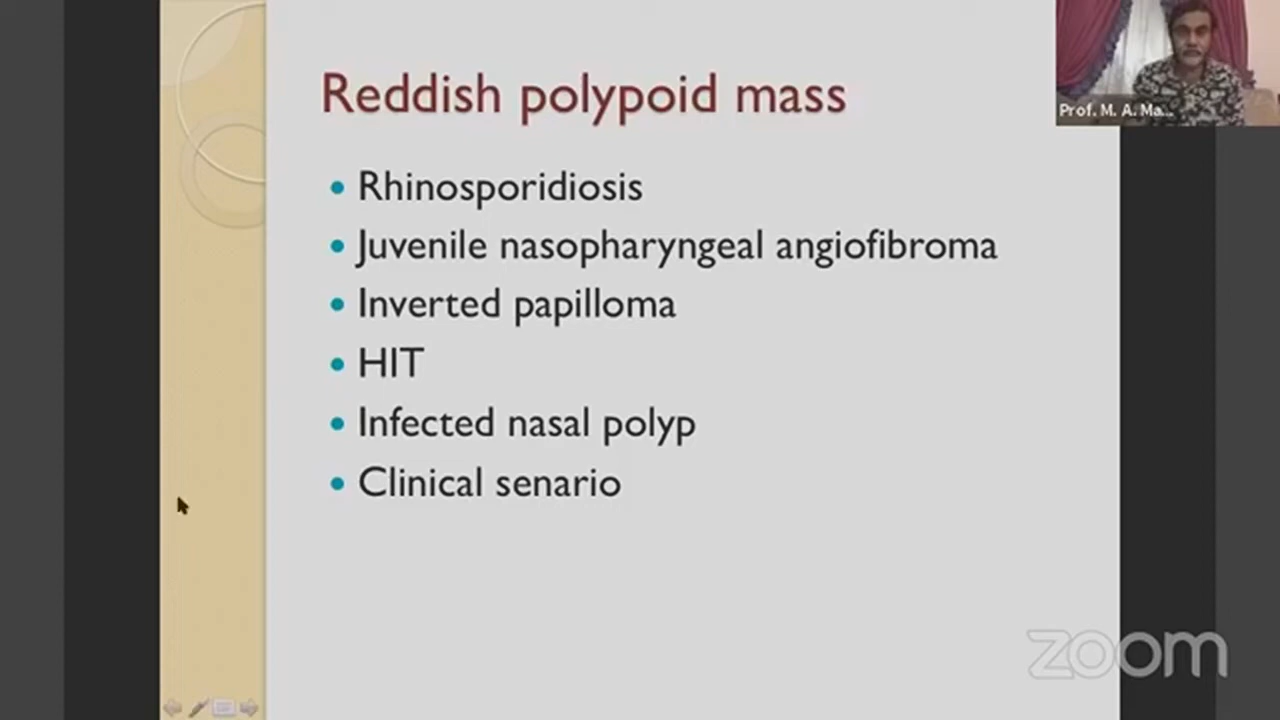 Reddish polypoid mass
Prof. M. A. Ma...
• Rhinosporidiosis
• Juvenile nasopharyngeal angiofibroma
• Inverted papilloma
• HIT
• Infected nasal polyp
• Clinical senario
zoom